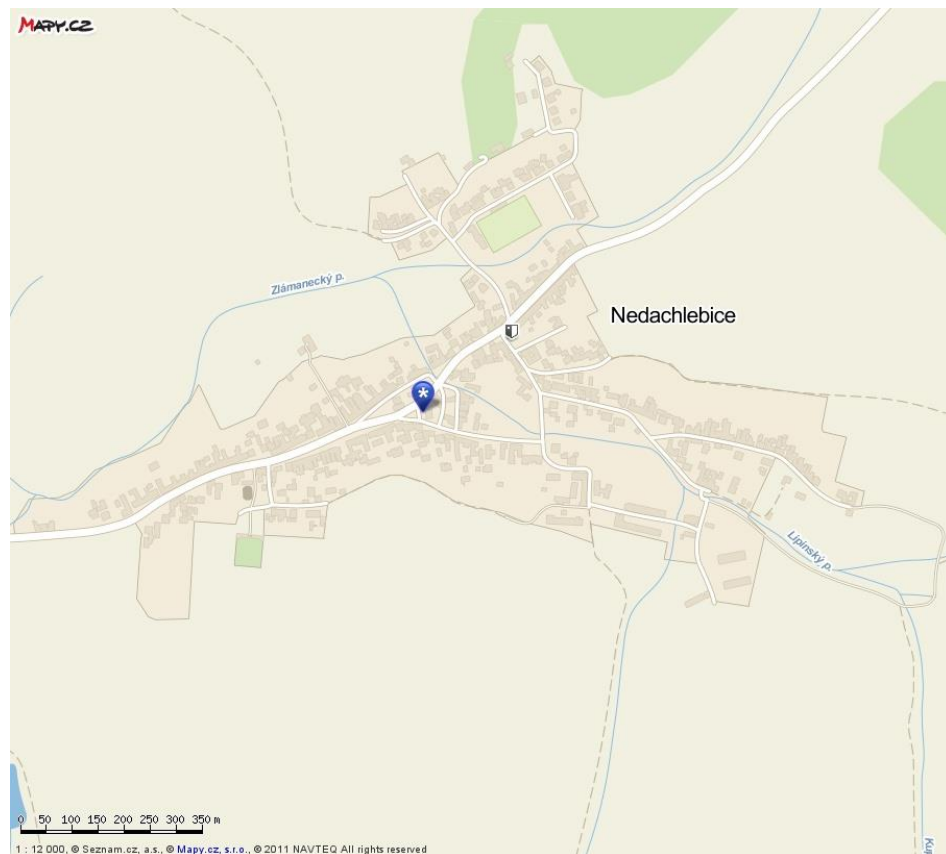 MAPY.CZ
Zlámanecký p.
Nedachlebice
Lipinský p.
0 50 100 150 200 250 300 350 m
1 : 12 000, © Seznam.cz, a.s., © Mapy.cz, s.r.o., © 2011 NAVTEQ All rights reserved